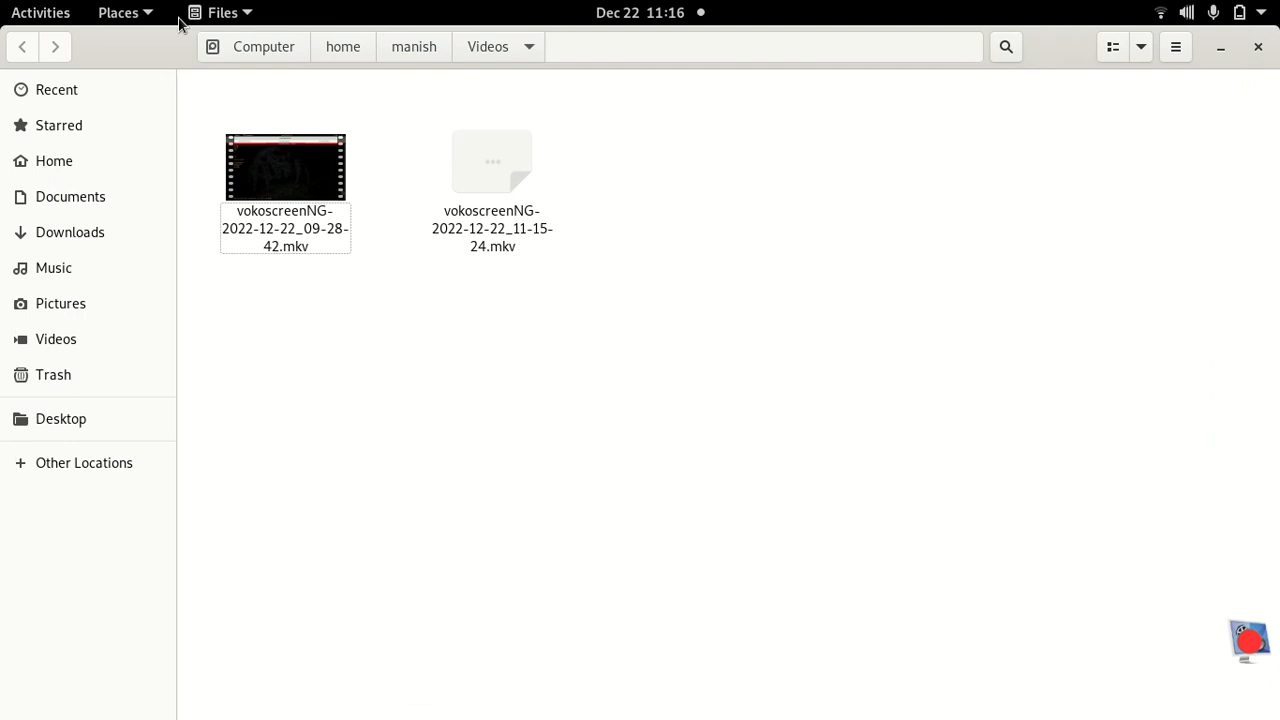 Activities Places Files Dec 22 11:16
Computer home manish Videos
Recent
Starred
Home
Documents
Downloads
Music
Pictures
Videos
Trash
Desktop
Other Locations
vokoscreenNG-
2022-12-22_09-28-
42.mkv
vokoscreenNG-
2022-12-22_11-15-
24.mkv